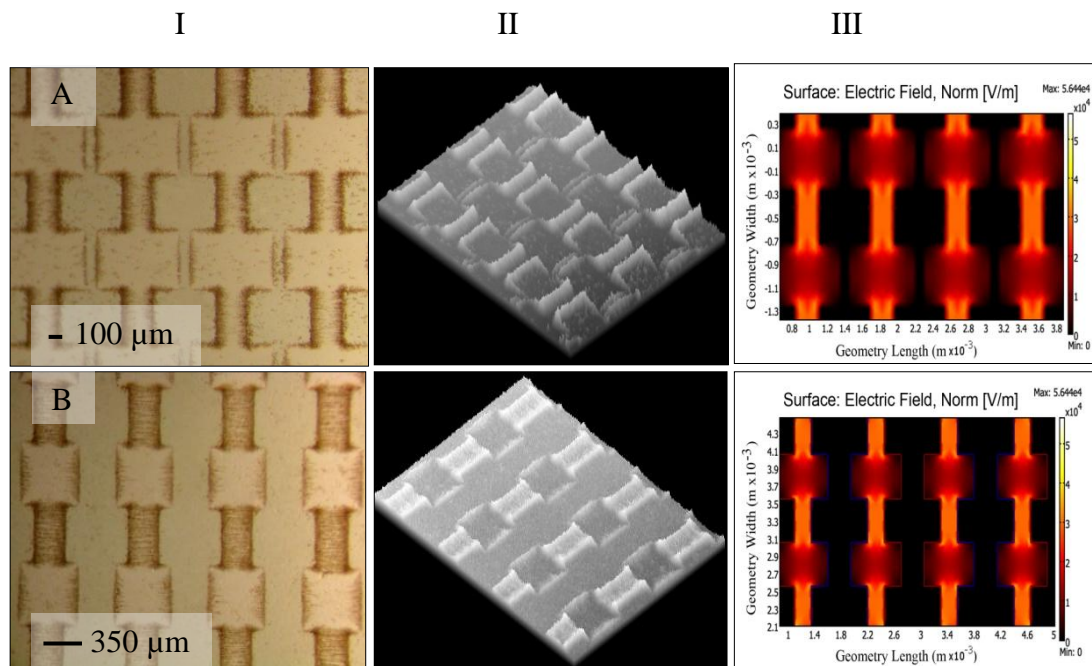 I II III
A
100 µm
Surface: Electric Field, Norm [V/m]
Max: 5.644e4
x10⁴
Geometry Width (m x10⁻³)
0.3
0.1
-0.1
-0.3
-0.5
-0.7
-0.9
-1.1
-1.3
5
4
3
2
1
0
0.8 1 1.2 1.4 1.6 1.8 2 2.2 2.4 2.6 2.8 3 3.2 3.4 3.6 3.8
Min: 0
Geometry Length (m x10⁻³)
B
350 µm
Surface: Electric Field, Norm [V/m]
Max: 5.644e4
x10⁴
Geometry Width (m x10⁻³)
4.3
4.1
3.9
3.7
3.5
3.3
3.1
2.9
2.7
2.5
2.3
2.1
5
4
3
2
1
0
1 1.4 1.8 2.2 2.6 3 3.4 3.8 4.2 4.6 5
Min: 0
Geometry Length (m x10⁻³)